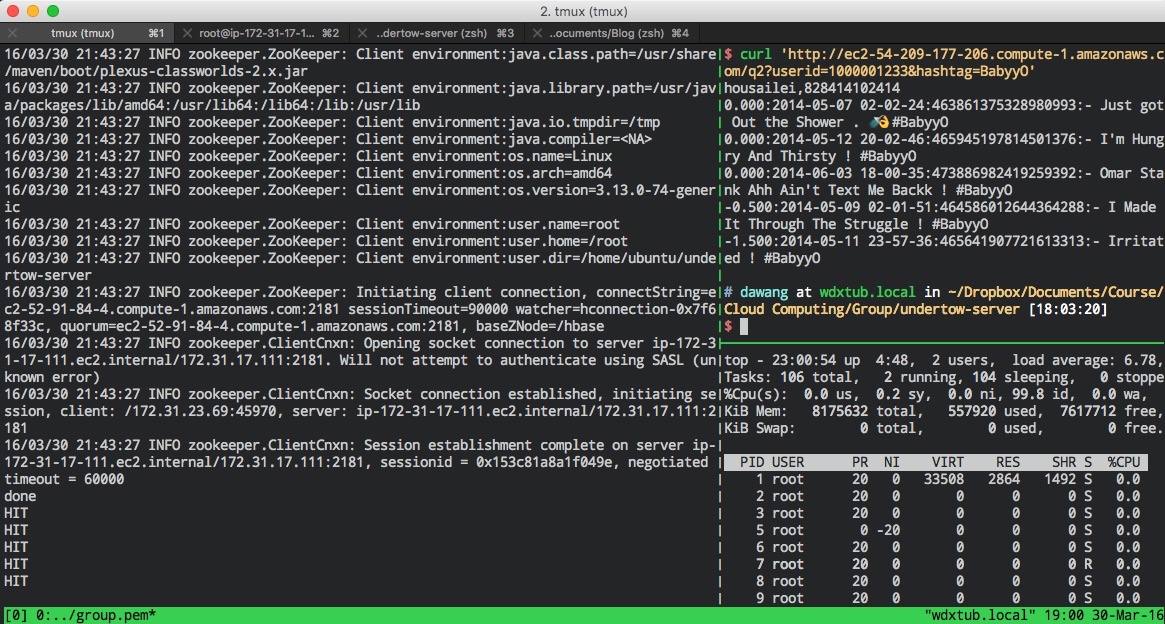 2. tmux (tmux)
tmux (tmux) ⌘1 root@ip-172-31-17-1... ⌘2 ..dertow-server (zsh) ⌘3 ..ocuments/Blog (zsh) ⌘4
16/03/30 21:43:27 INFO zookeeper.ZooKeeper: Client environment:java.class.path=/usr/share
/maven/boot/plexus-classworlds-2.x.jar
16/03/30 21:43:27 INFO zookeeper.ZooKeeper: Client environment:java.library.path=/usr/jav
a/packages/lib/amd64:/usr/lib64:/lib64:/lib:/usr/lib
16/03/30 21:43:27 INFO zookeeper.ZooKeeper: Client environment:java.io.tmpdir=/tmp
16/03/30 21:43:27 INFO zookeeper.ZooKeeper: Client environment:java.compiler=<NA>
16/03/30 21:43:27 INFO zookeeper.ZooKeeper: Client environment:os.name=Linux
16/03/30 21:43:27 INFO zookeeper.ZooKeeper: Client environment:os.arch=amd64
16/03/30 21:43:27 INFO zookeeper.ZooKeeper: Client environment:os.version=3.13.0-74-gener
ic
16/03/30 21:43:27 INFO zookeeper.ZooKeeper: Client environment:user.name=root
16/03/30 21:43:27 INFO zookeeper.ZooKeeper: Client environment:user.home=/root
16/03/30 21:43:27 INFO zookeeper.ZooKeeper: Client environment:user.dir=/home/ubuntu/unde
rtow-server
16/03/30 21:43:27 INFO zookeeper.ZooKeeper: Initiating client connection, connectString=e
c2-52-91-84-4.compute-1.amazonaws.com:2181 sessionTimeout=90000 watcher=hconnection-0x7f6
8f33c, quorum=ec2-52-91-84-4.compute-1.amazonaws.com:2181, baseZNode=/hbase
16/03/30 21:43:27 INFO zookeeper.ClientCnxn: Opening socket connection to server ip-172-3
1-17-111.ec2.internal/172.31.17.111:2181. Will not attempt to authenticate using SASL (un
known error)
16/03/30 21:43:27 INFO zookeeper.ClientCnxn: Socket connection established, initiating se
ssion, client: /172.31.23.69:45970, server: ip-172-31-17-111.ec2.internal/172.31.17.111:2
181
16/03/30 21:43:27 INFO zookeeper.ClientCnxn: Session establishment complete on server ip-
172-31-17-111.ec2.internal/172.31.17.111:2181, sessionid = 0x153c81a8a1f049e, negotiated
timeout = 60000
done
HIT
HIT
HIT
HIT
HIT
$ curl 'http://ec2-54-209-177-206.compute-1.amazonaws.c
om/q2?userid=1000001233&hashtag=BabyyO'
housailei,828414102414
0.000:2014-05-07 02-02-24:463861375328980993:- Just got
Out the Shower . 🚿👏#BabyyO
0.000:2014-05-12 20-02-46:465945197814501376:- I'm Hung
ry And Thirsty ! #BabyyO
0.000:2014-06-03 18-00-35:473886982419259392:- Omar Sta
nk Ahh Ain't Text Me Backk ! #BabyyO
-0.500:2014-05-09 02-01-51:464586012644364288:- I Made
It Through The Struggle ! #BabyyO
-1.500:2014-05-11 23-57-36:465641907721613313:- Irritat
ed ! #BabyyO
# dawang at wdxtub.local in ~/Dropbox/Documents/Course/
Cloud Computing/Group/undertow-server [18:03:20]
$
top - 23:00:54 up 4:48, 2 users, load average: 6.78,
Tasks: 106 total, 2 running, 104 sleeping, 0 stoppe
%Cpu(s): 0.0 us, 0.2 sy, 0.0 ni, 99.8 id, 0.0 wa,
KiB Mem: 8175632 total, 557920 used, 7617712 free,
KiB Swap: 0 total, 0 used, 0 free.
PID USER PR NI VIRT RES SHR S %CPU
1 root 20 0 33508 2864 1492 S 0.0
2 root 20 0 0 0 0 S 0.0
3 root 20 0 0 0 0 S 0.0
5 root 0 -20 0 0 0 S 0.0
6 root 20 0 0 0 0 S 0.0
7 root 20 0 0 0 0 R 0.0
8 root 20 0 0 0 0 S 0.0
9 root 20 0 0 0 0 S 0.0
[0] 0:../group.pem* "wdxtub.local" 19:00 30-Mar-16